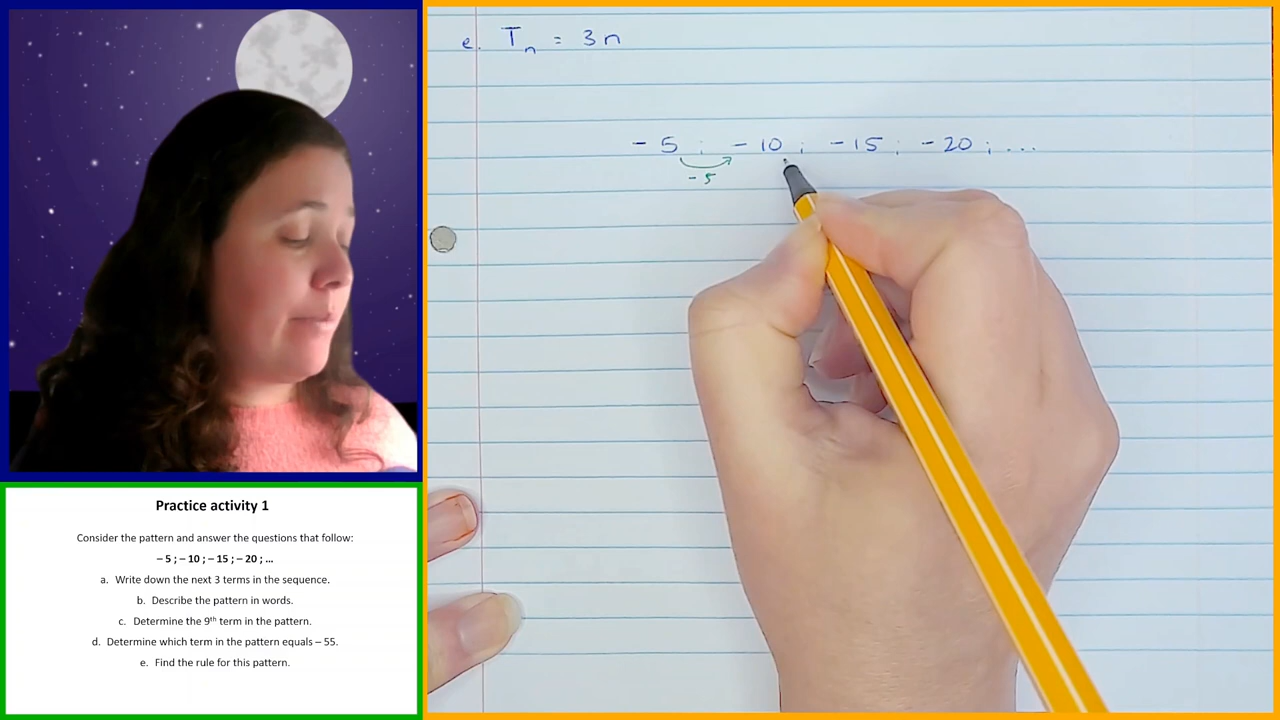 e. Tn = 3n
- 5 ; - 10 ; - 15 ; - 20 ; ...
- 5
Practice activity 1
Consider the pattern and answer the questions that follow:
– 5 ; – 10 ; – 15 ; – 20 ; ...
a. Write down the next 3 terms in the sequence.
b. Describe the pattern in words.
c. Determine the 9th term in the pattern.
d. Determine which term in the pattern equals – 55.
e. Find the rule for this pattern.